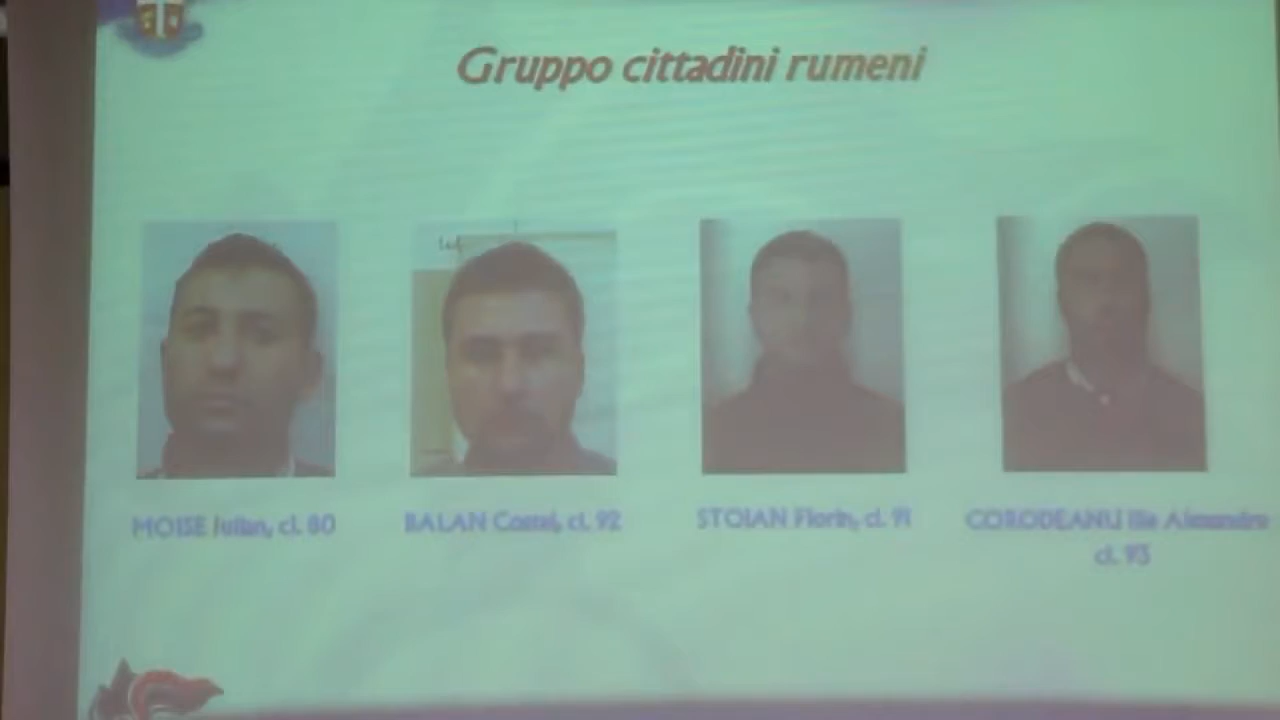 Gruppo cittadini rumeni
MOISE Iulian, cl. 80
BALAN Costel, cl. 92
STOIAN Florin, cl. 91
CORODEANU Ilie Alexandru
cl. 93